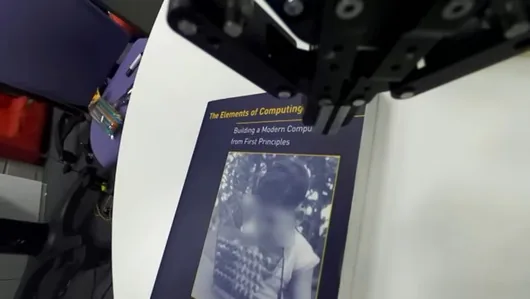 The Elements of Computing
Building a Modern Compu
from First Principles